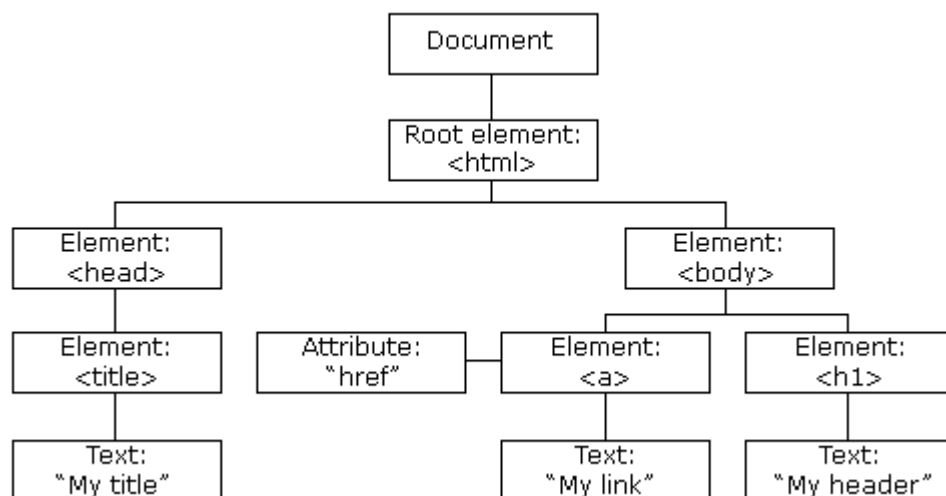 Document
Root element:
<html>
Element:
<head>
Element:
<body>
Element:
<title>
Attribute:
“href”
Element:
<a>
Element:
<h1>
Text:
“My title”
Text:
“My link”
Text:
“My header”